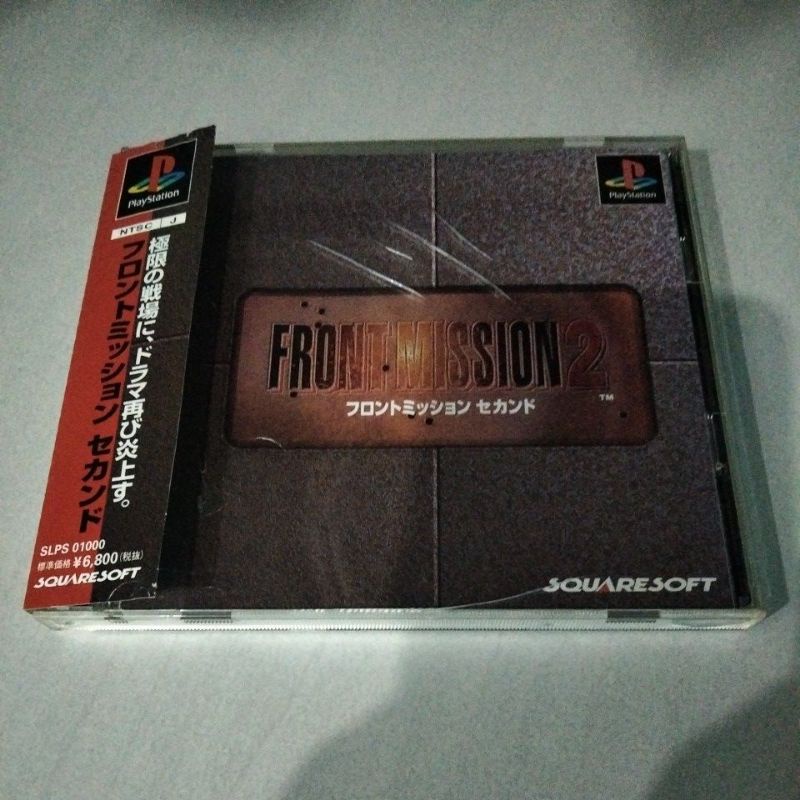 PlayStation
NTSC J
極限の戦場に、ドラマ再び炎上す。
フロントミッション セカンド
SLPS 01000
標準価格¥6,800(税抜)
SQUARESOFT
PlayStation
FRONT MISSION 2
フロントミッション セカンド
TM
SQUARESOFT